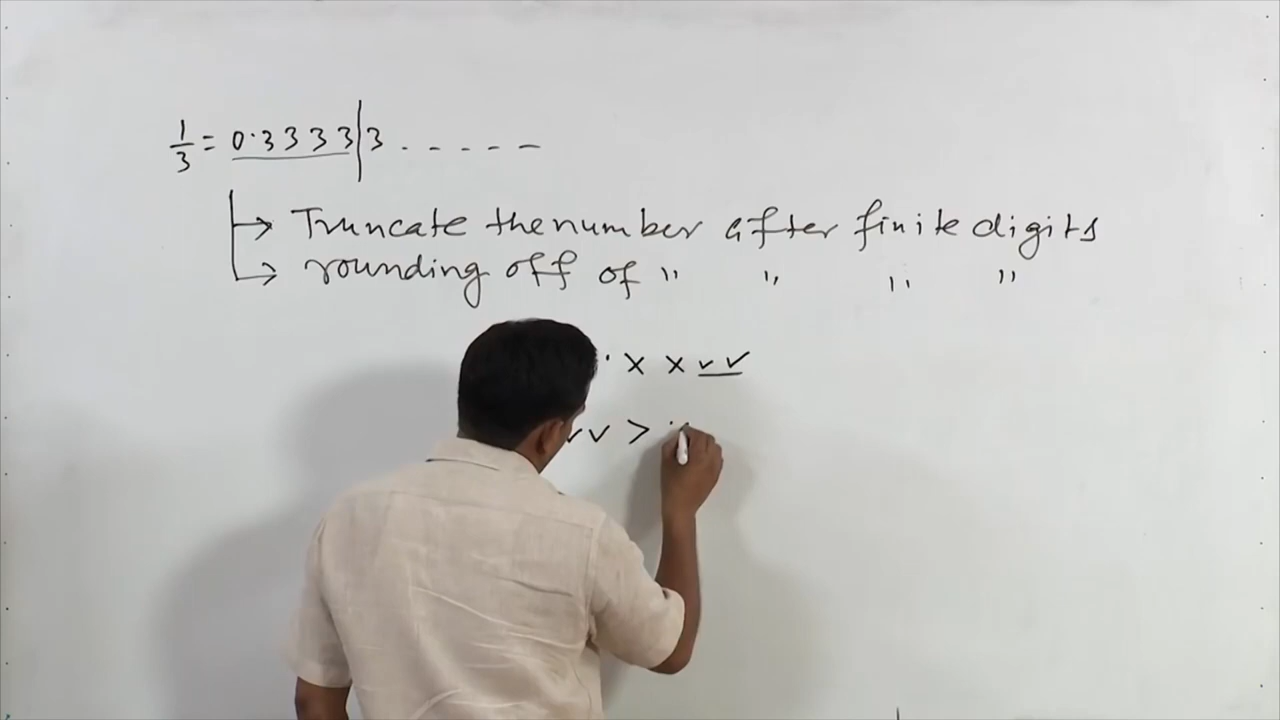 1/3 = 0.3333|3 . - - - -
→ Truncate the number after finite digits
→ rounding off of " " " "
. x x ✓ ✓
✓ ✓ >